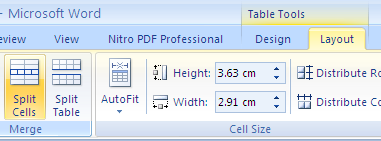 - Microsoft Word
Table Tools
eview View Nitro PDF Professional Design Layout
Split Cells
Split Table
AutoFit
Height: 3.63 cm
Distribute Ro
Width: 2.91 cm
Distribute Co
Merge
Cell Size